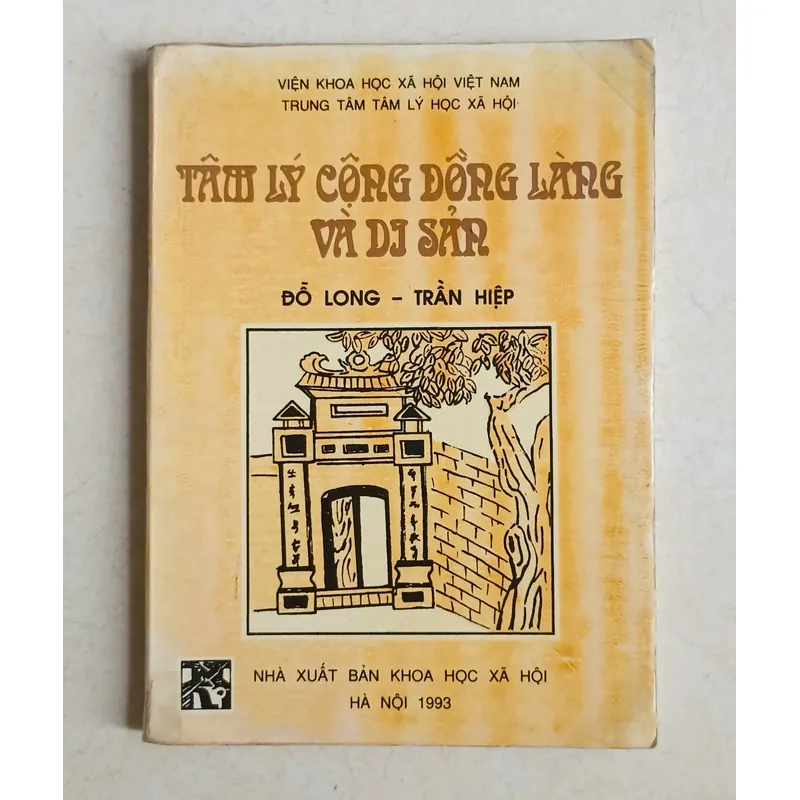 VIỆN KHOA HỌC XÃ HỘI VIỆT NAM
TRUNG TÂM TÂM LÝ HỌC XÃ HỘI
TÂM LÝ CỘNG ĐỒNG LÀNG
VÀ DI SẢN
ĐỖ LONG – TRẦN HIỆP
NHÀ XUẤT BẢN KHOA HỌC XÃ HỘI
HÀ NỘI 1993